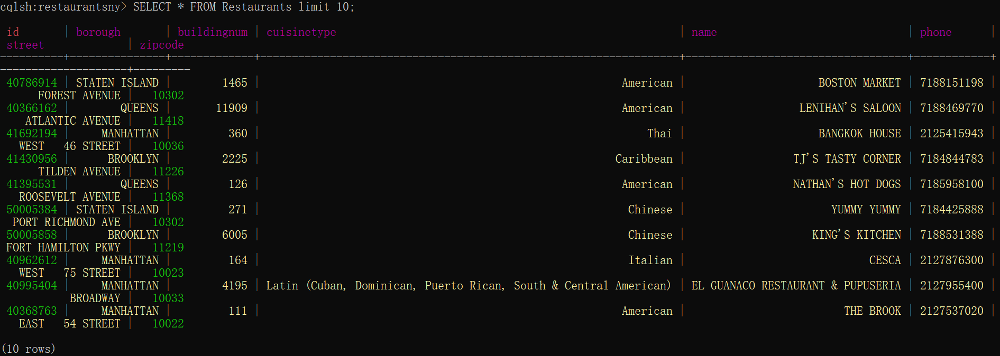 cqlsh:restaurantsny> SELECT * FROM Restaurants limit 10;
id | borough | buildingnum | cuisinetype | name | phone |
street | zipcode
----------+---------------+-------------+------------------------------------------------------------------+-----------------------------------+------------+
--------------------+---------
40786914 | STATEN ISLAND | 1465 | American | BOSTON MARKET | 7188151198 |
FOREST AVENUE | 10302
40366162 | QUEENS | 11909 | American | LENIHAN'S SALOON | 7188469770 |
ATLANTIC AVENUE | 11418
41692194 | MANHATTAN | 360 | Thai | BANGKOK HOUSE | 2125415943 |
WEST   46 STREET | 10036
41430956 | BROOKLYN | 2225 | Caribbean | TJ'S TASTY CORNER | 7184844783 |
TILDEN AVENUE | 11226
41395531 | QUEENS | 126 | American | NATHAN'S HOT DOGS | 7185958100 |
ROOSEVELT AVENUE | 11368
50005384 | STATEN ISLAND | 271 | Chinese | YUMMY YUMMY | 7184425888 |
PORT RICHMOND AVE | 10302
50005858 | BROOKLYN | 6005 | Chinese | KING'S KITCHEN | 7188531388 |
FORT HAMILTON PKWY | 11219
40962612 | MANHATTAN | 164 | Italian | CESCA | 2127876300 |
WEST   75 STREET | 10023
40995404 | MANHATTAN | 4195 | Latin (Cuban, Dominican, Puerto Rican, South & Central American) | EL GUANACO RESTAURANT & PUPUSERIA | 2127955400 |
BROADWAY | 10033
40368763 | MANHATTAN | 111 | American | THE BROOK | 2127537020 |
EAST   54 STREET | 10022
(10 rows)